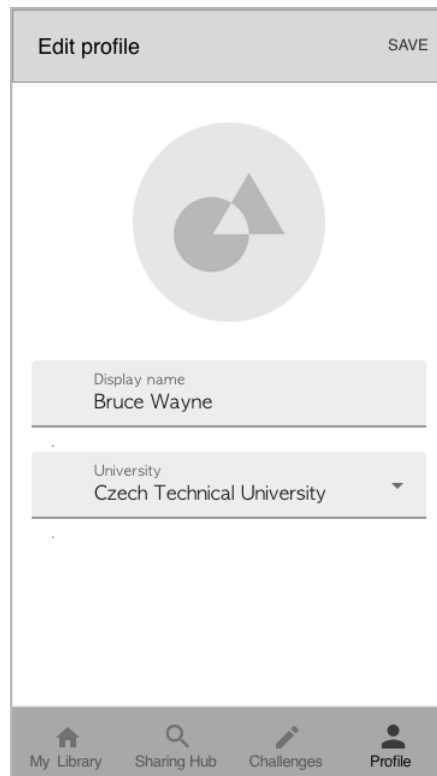 Edit profile SAVE
Display name
Bruce Wayne
University
Czech Technical University
My Library Sharing Hub Challenges Profile